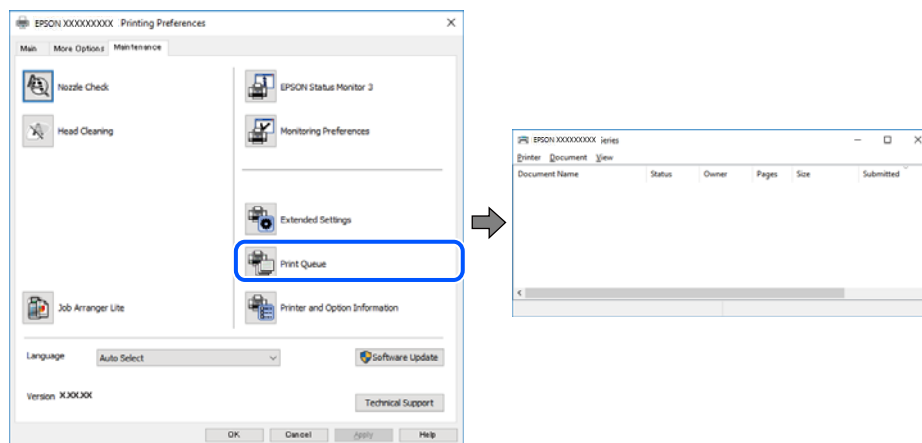 EPSON XXXXXXXXX Printing Preferences
Main More Options Maintenance
Nozzle Check
EPSON Status Monitor 3
Head Cleaning
Monitoring Preferences
Extended Settings
Print Queue
Job Arranger Lite
Printer and Option Information
Language Auto Select Software Update
Version X.XX.XX
Technical Support
OK Cancel Apply Help
EPSON XXXXXXXXX ieries
Printer Document View
Document Name Status Owner Pages Size Submitted